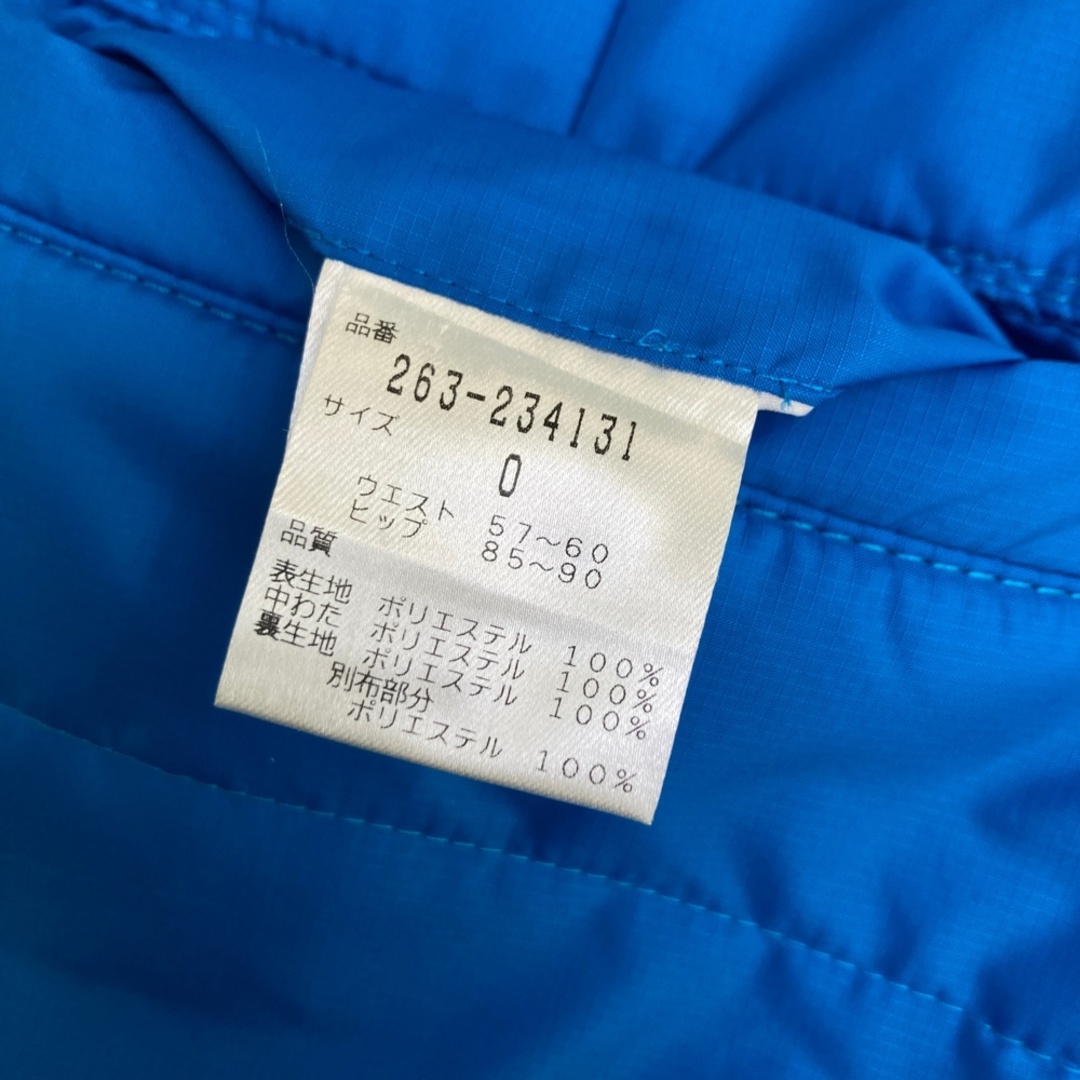 品番
263-234131
サイズ
0
ウエスト 57〜60
ヒップ 85〜90
品質
表生地 ポリエステル 100%
中わた ポリエステル 100%
裏生地 ポリエステル 100%
別布部分
ポリエステル 100%